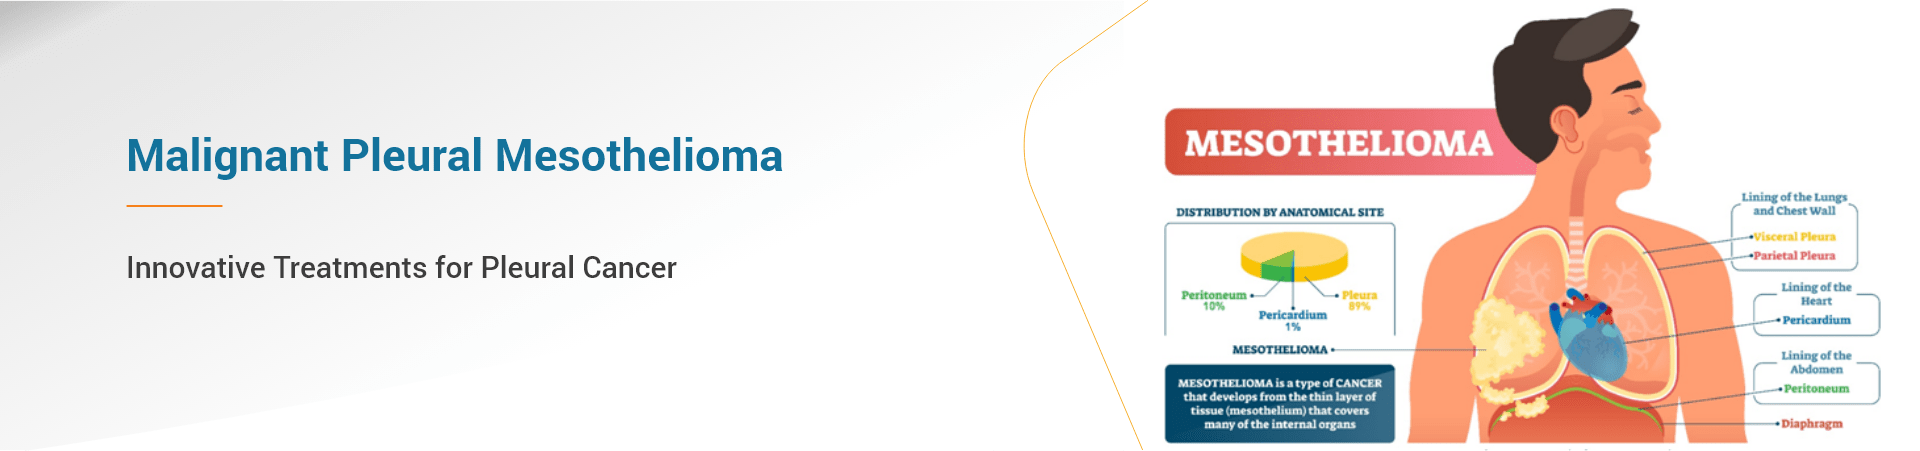 Malignant Pleural Mesothelioma
Innovative Treatments for Pleural Cancer
MESOTHELIOMA
DISTRIBUTION BY ANATOMICAL SITE
Peritoneum
10%
Pericardium
1%
Pleura
89%
MESOTHELIOMA
MESOTHELIOMA is a type of CANCER
that develops from the thin layer of
tissue (mesothelium) that covers
many of the internal organs
Lining of the Lungs
and Chest Wall
Visceral Pleura
Parietal Pleura
Lining of the
Heart
Pericardium
Lining of the
Abdomen
Peritoneum
Diaphragm